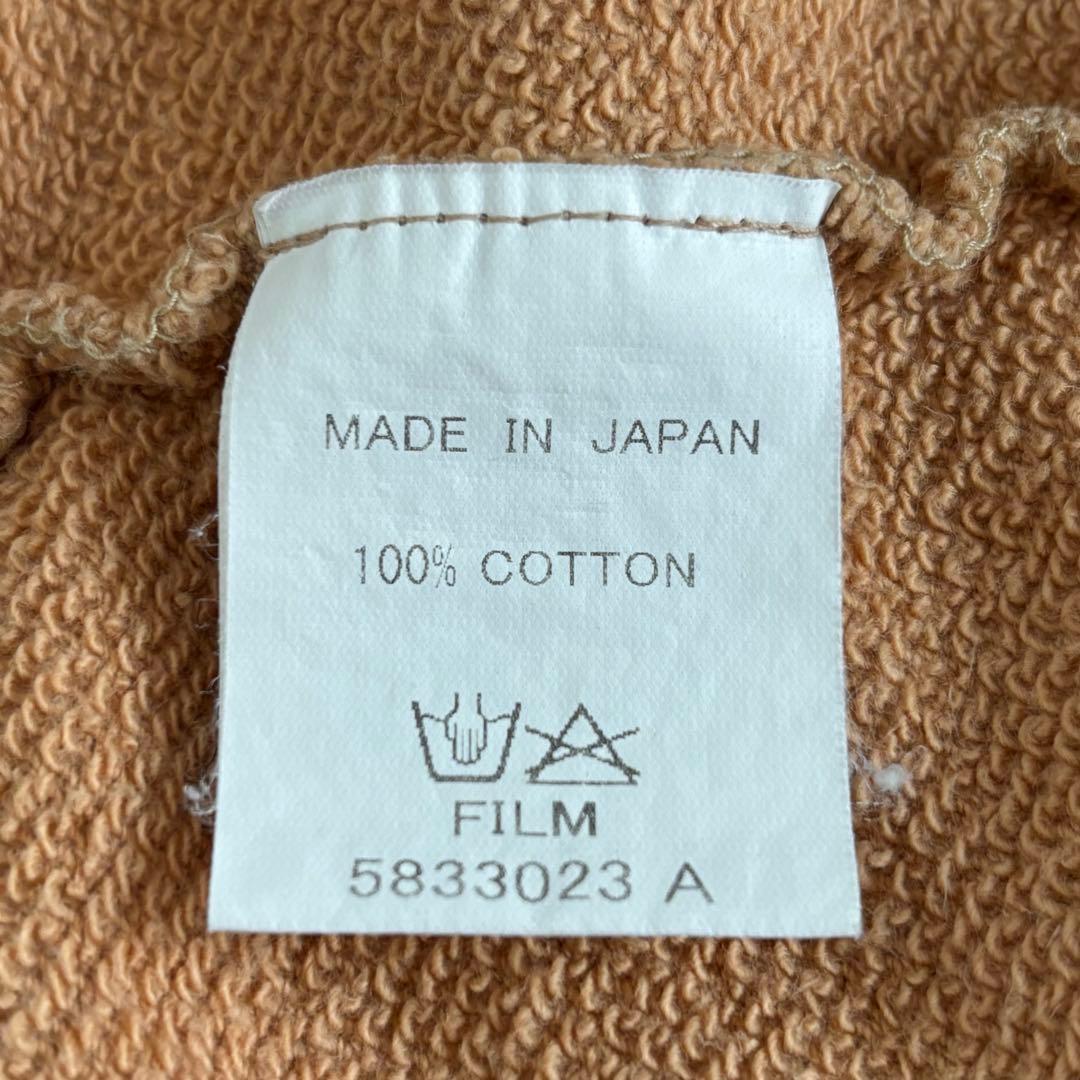 MADE IN JAPAN
100% COTTON
FILM
5833023 A